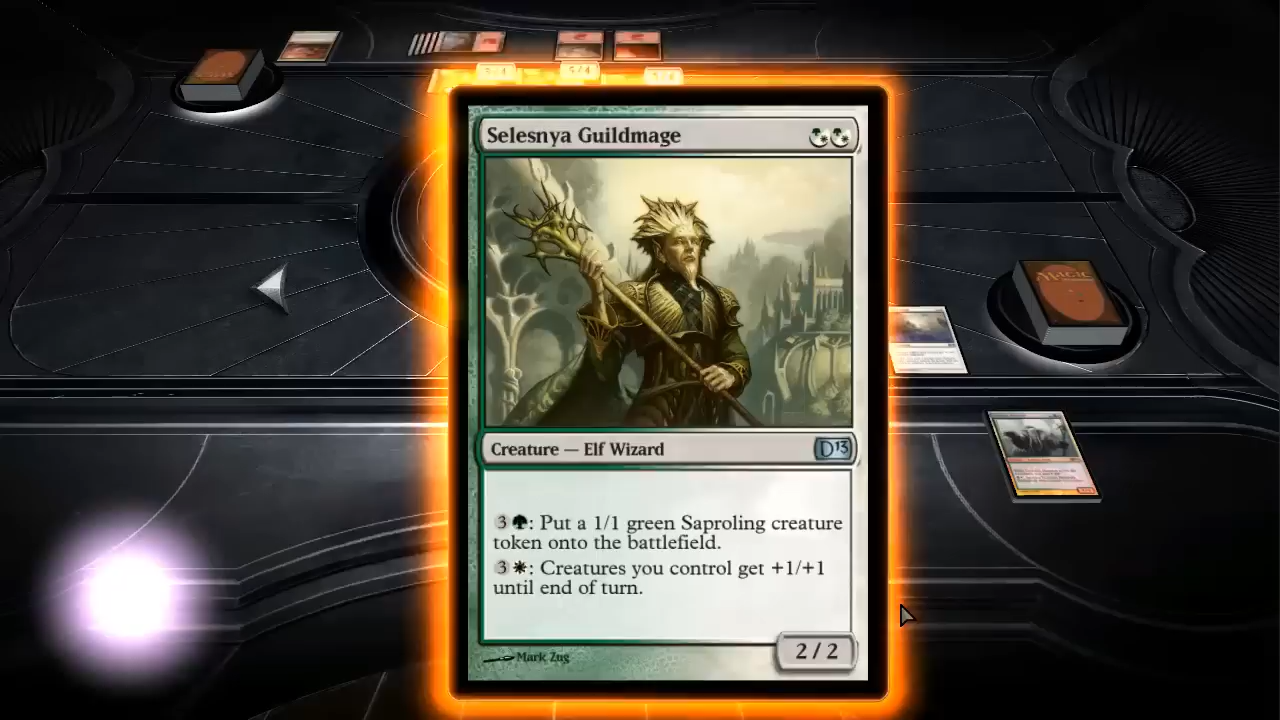 Selesnya Guildmage
Creature — Elf Wizard
D13
3: Put a 1/1 green Saproling creature
token onto the battlefield.
3: Creatures you control get +1/+1
until end of turn.
Mark Zug
2/2
MAGIC